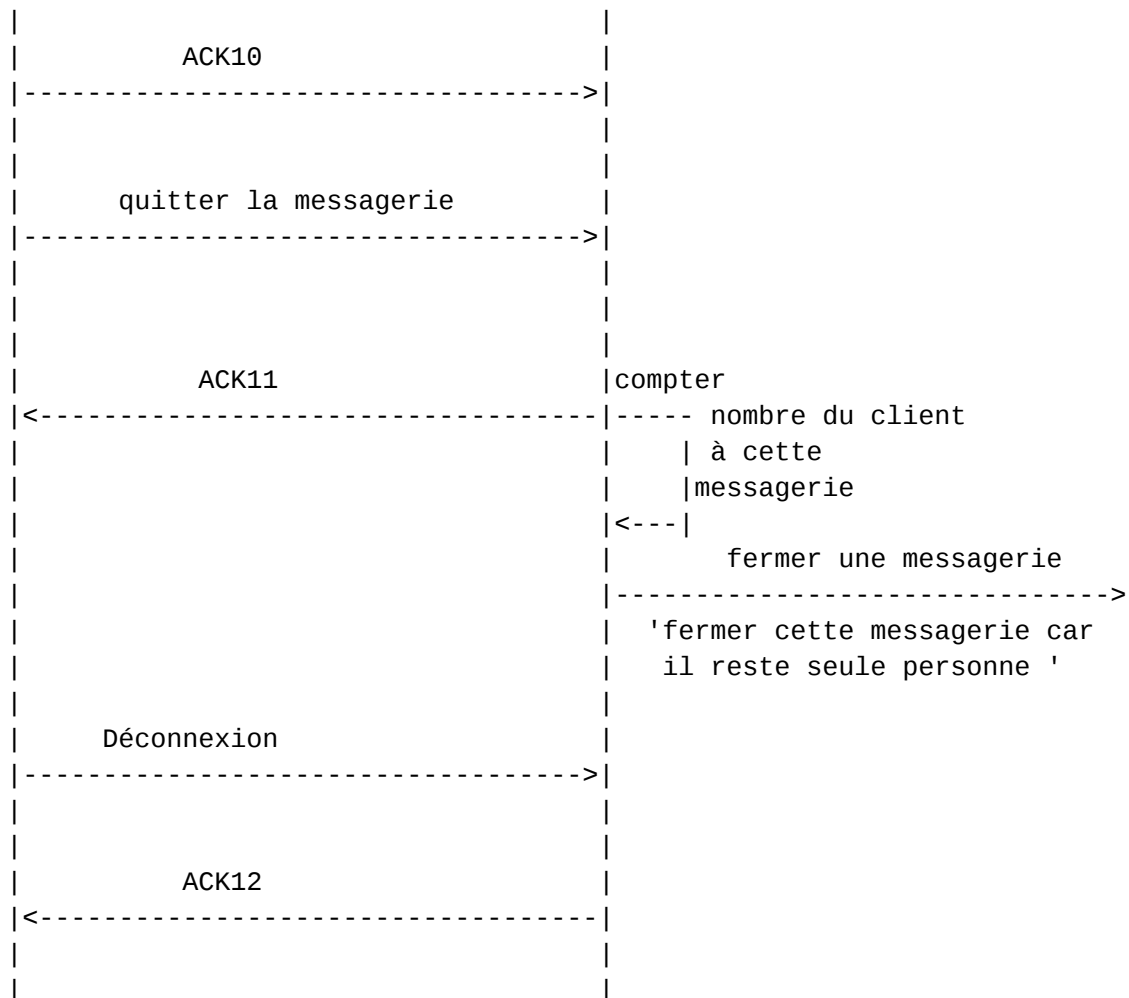 ACK10
quitter la messagerie
ACK11
compter
nombre du client
à cette
messagerie
fermer une messagerie
'fermer cette messagerie car
il reste seule personne '
Déconnexion
ACK12